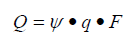 Q = ψ • q • F